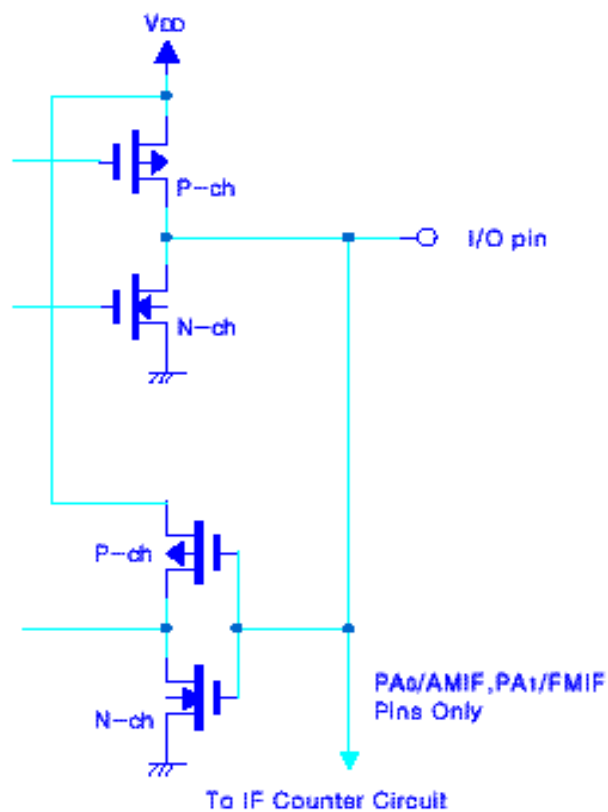 VDD
P-ch
I/O pin
N-ch
P-ch
N-ch
PA0/AMIF,PA1/FMIF
Pins Only
To IF Counter Circuit